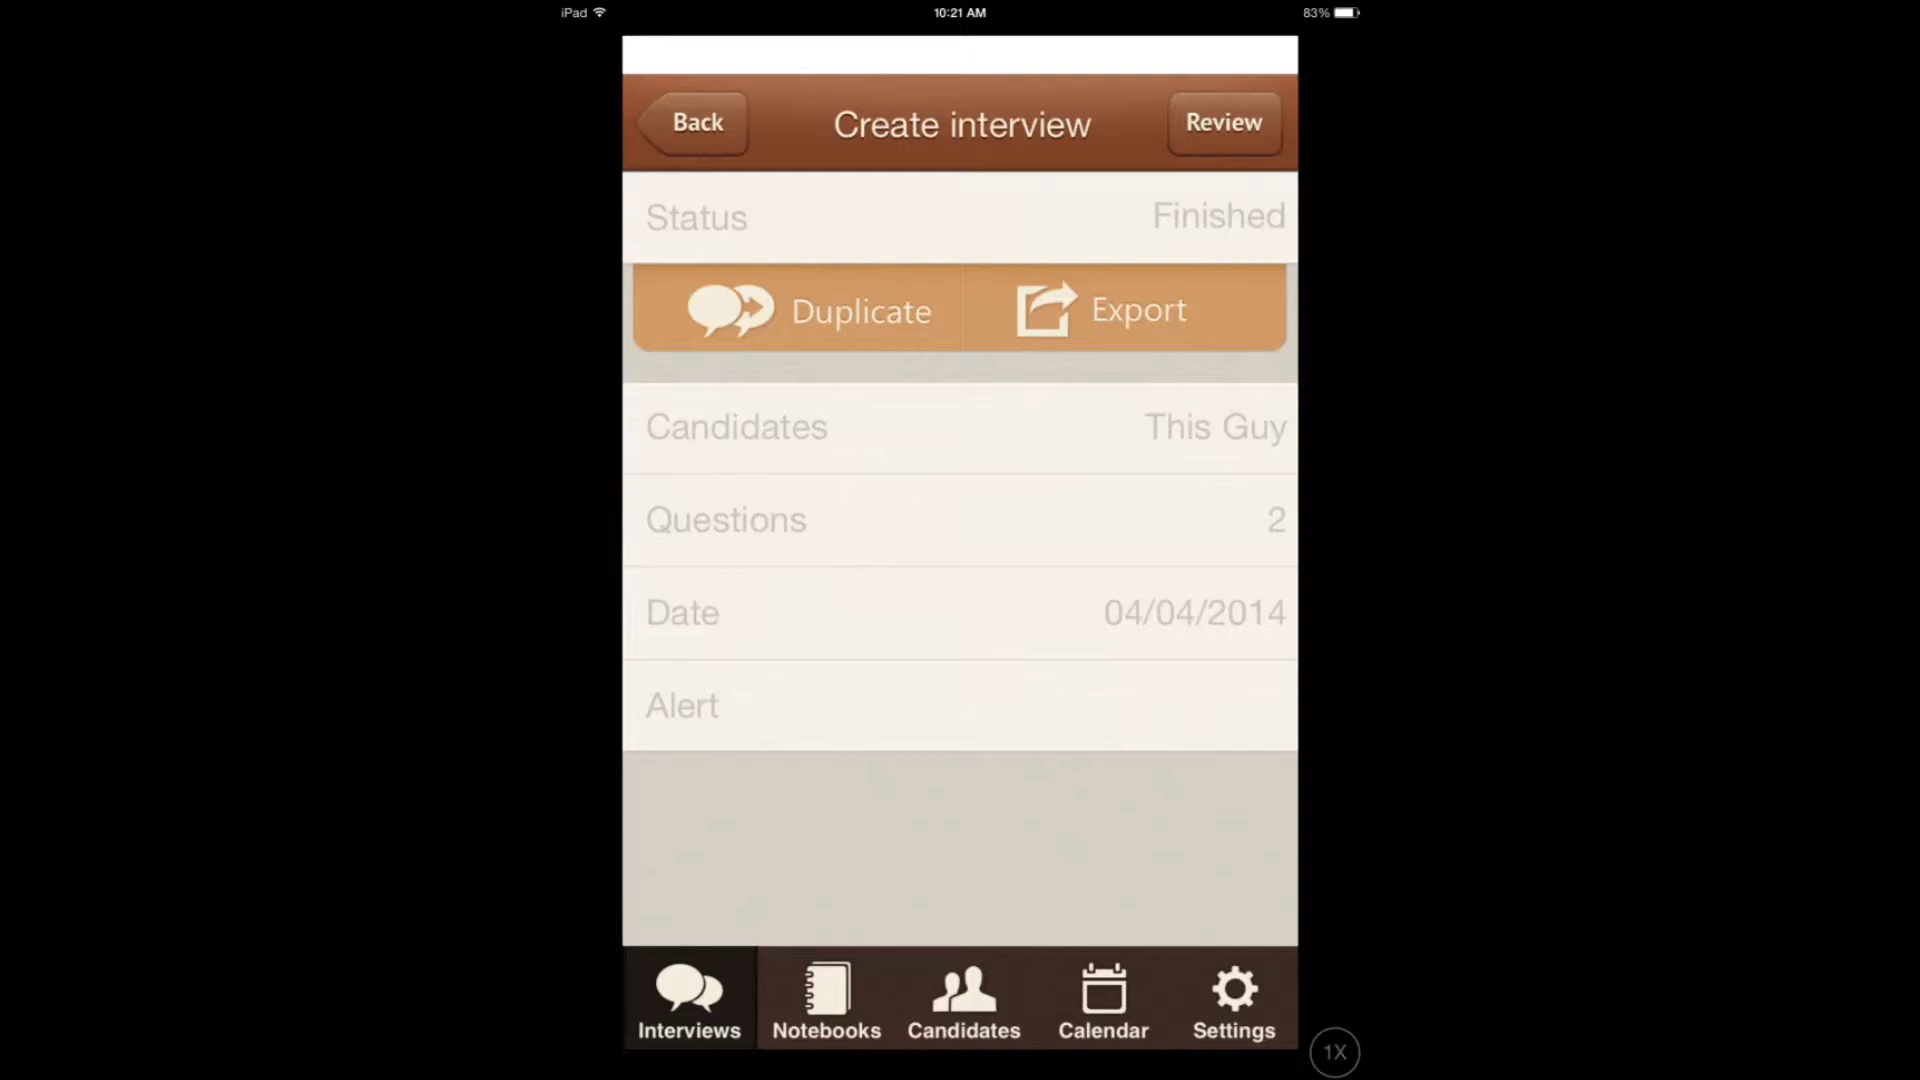 iPad 10:21 AM 83%
Back Create interview Review
Status Finished
Duplicate Export
Candidates This Guy
Questions 2
Date 04/04/2014
Alert
Interviews Notebooks Candidates Calendar Settings
1X